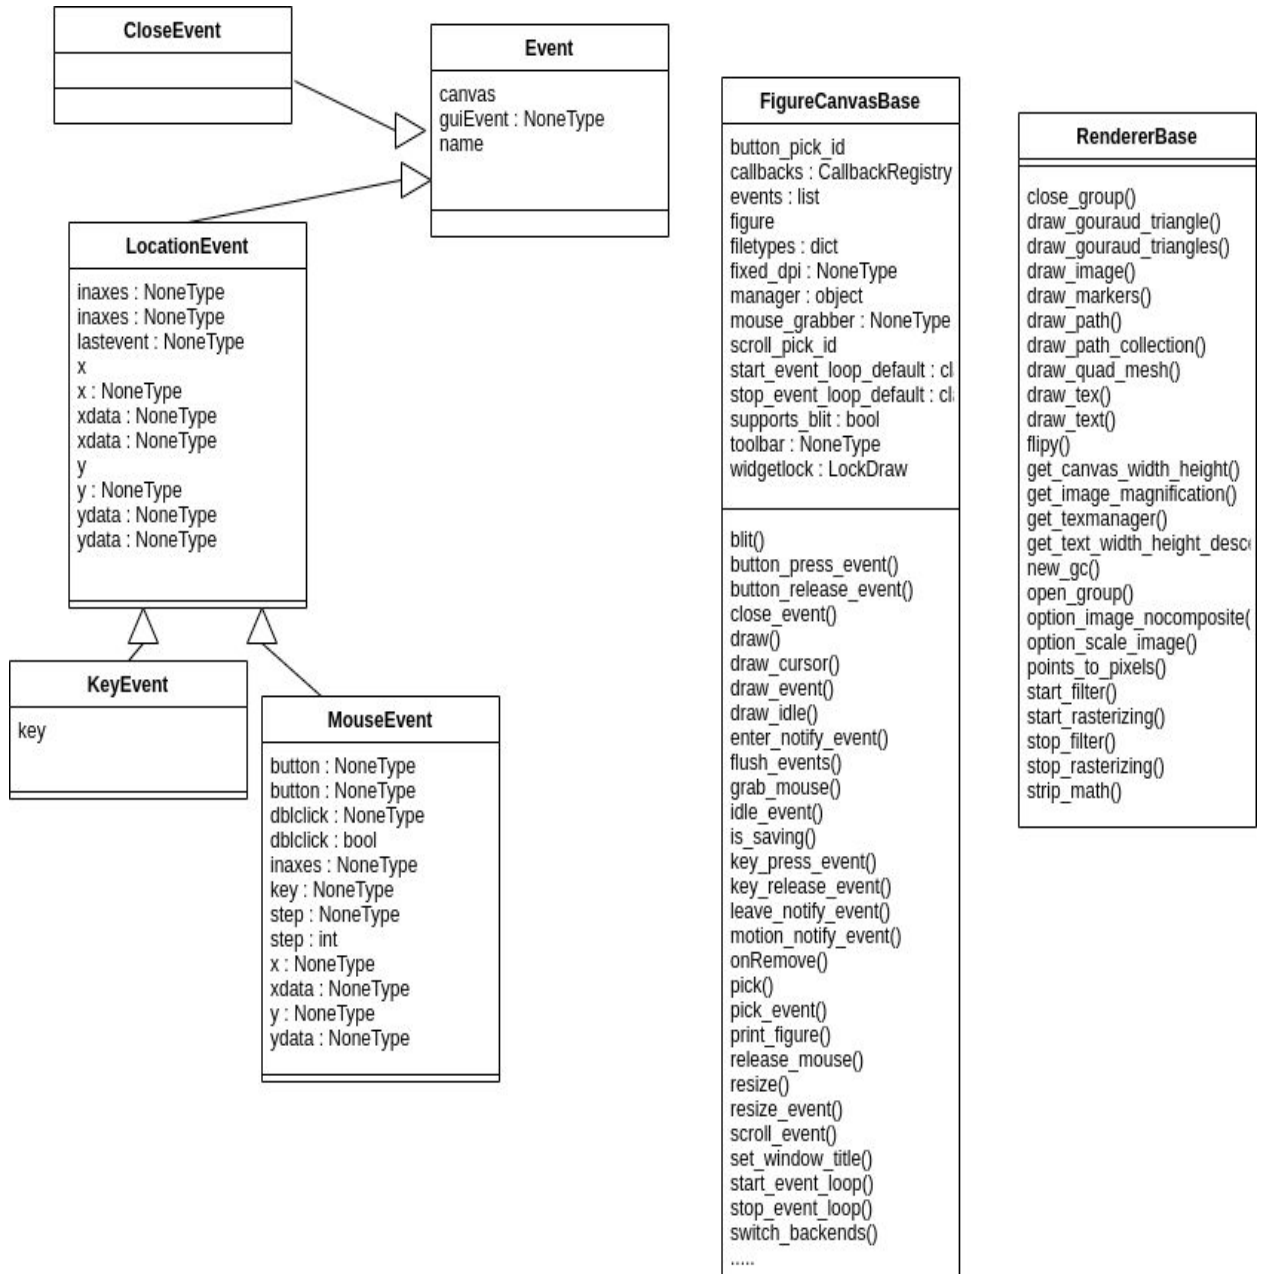 CloseEvent
Event
canvas
guiEvent : NoneType
name
LocationEvent
inaxes : NoneType
inaxes : NoneType
lastevent : NoneType
x
x : NoneType
xdata : NoneType
xdata : NoneType
y
y : NoneType
ydata : NoneType
ydata : NoneType
KeyEvent
key
MouseEvent
button : NoneType
button : NoneType
dblclick : NoneType
dblclick : bool
inaxes : NoneType
key : NoneType
step : NoneType
step : int
x : NoneType
xdata : NoneType
y : NoneType
ydata : NoneType
FigureCanvasBase
button_pick_id
callbacks : CallbackRegistry
events : list
figure
filetypes : dict
fixed_dpi : NoneType
manager : object
mouse_grabber : NoneType
scroll_pick_id
start_event_loop_default : cl
stop_event_loop_default : cl
supports_blit : bool
toolbar : NoneType
widgetlock : LockDraw
blit()
button_press_event()
button_release_event()
close_event()
draw()
draw_cursor()
draw_event()
draw_idle()
enter_notify_event()
flush_events()
grab_mouse()
idle_event()
is_saving()
key_press_event()
key_release_event()
leave_notify_event()
motion_notify_event()
onRemove()
pick()
pick_event()
print_figure()
release_mouse()
resize()
resize_event()
scroll_event()
set_window_title()
start_event_loop()
stop_event_loop()
switch_backends()
.....
RendererBase
close_group()
draw_gouraud_triangle()
draw_gouraud_triangles()
draw_image()
draw_markers()
draw_path()
draw_path_collection()
draw_quad_mesh()
draw_tex()
draw_text()
flipy()
get_canvas_width_height()
get_image_magnification()
get_texmanager()
get_text_width_height_desc
new_gc()
open_group()
option_image_nocomposite(
option_scale_image()
points_to_pixels()
start_filter()
start_rasterizing()
stop_filter()
stop_rasterizing()
strip_math()